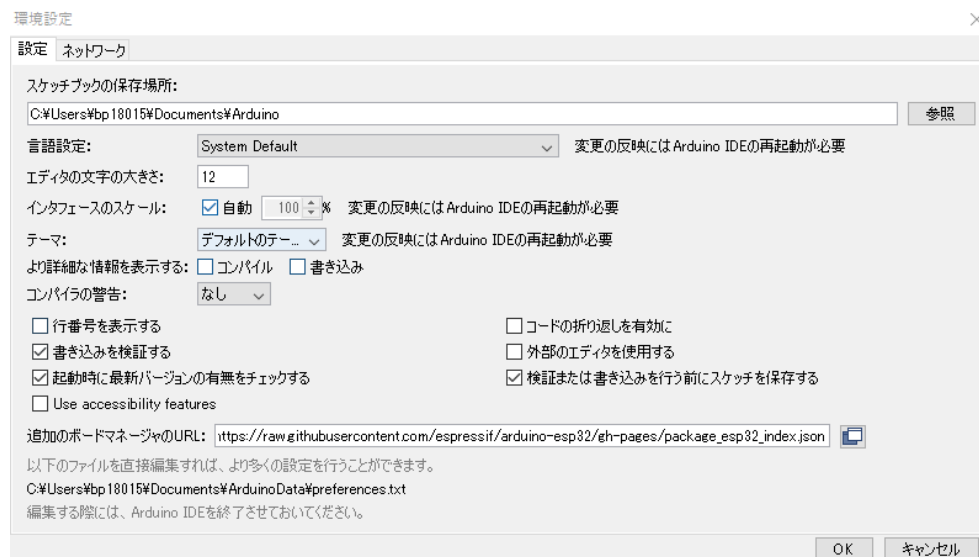 環境設定
設定 ネットワーク
スケッチブックの保存場所:
C:¥Users¥bp18015¥Documents¥Arduino 参照
言語設定: System Default 変更の反映にはArduino IDEの再起動が必要
エディタの文字の大きさ: 12
インタフェースのスケール: 自動 100 % 変更の反映にはArduino IDEの再起動が必要
テーマ: デフォルトのテー... 変更の反映にはArduino IDEの再起動が必要
より詳細な情報を表示する: コンパイル 書き込み
コンパイラの警告: なし
行番号を表示する コードの折り返しを有効に
書き込みを検証する 外部のエディタを使用する
起動時に最新バージョンの有無をチェックする 検証または書き込みを行う前にスケッチを保存する
Use accessibility features
追加のボードマネージャのURL: ttps://raw.githubusercontent.com/espressif/arduino-esp32/gh-pages/package_esp32_index.json
以下のファイルを直接編集すれば、より多くの設定を行うことができます。
C:¥Users¥bp18015¥Documents¥ArduinoData¥preferences.txt
編集する際には、Arduino IDEを終了させておいてください。
OK キャンセル